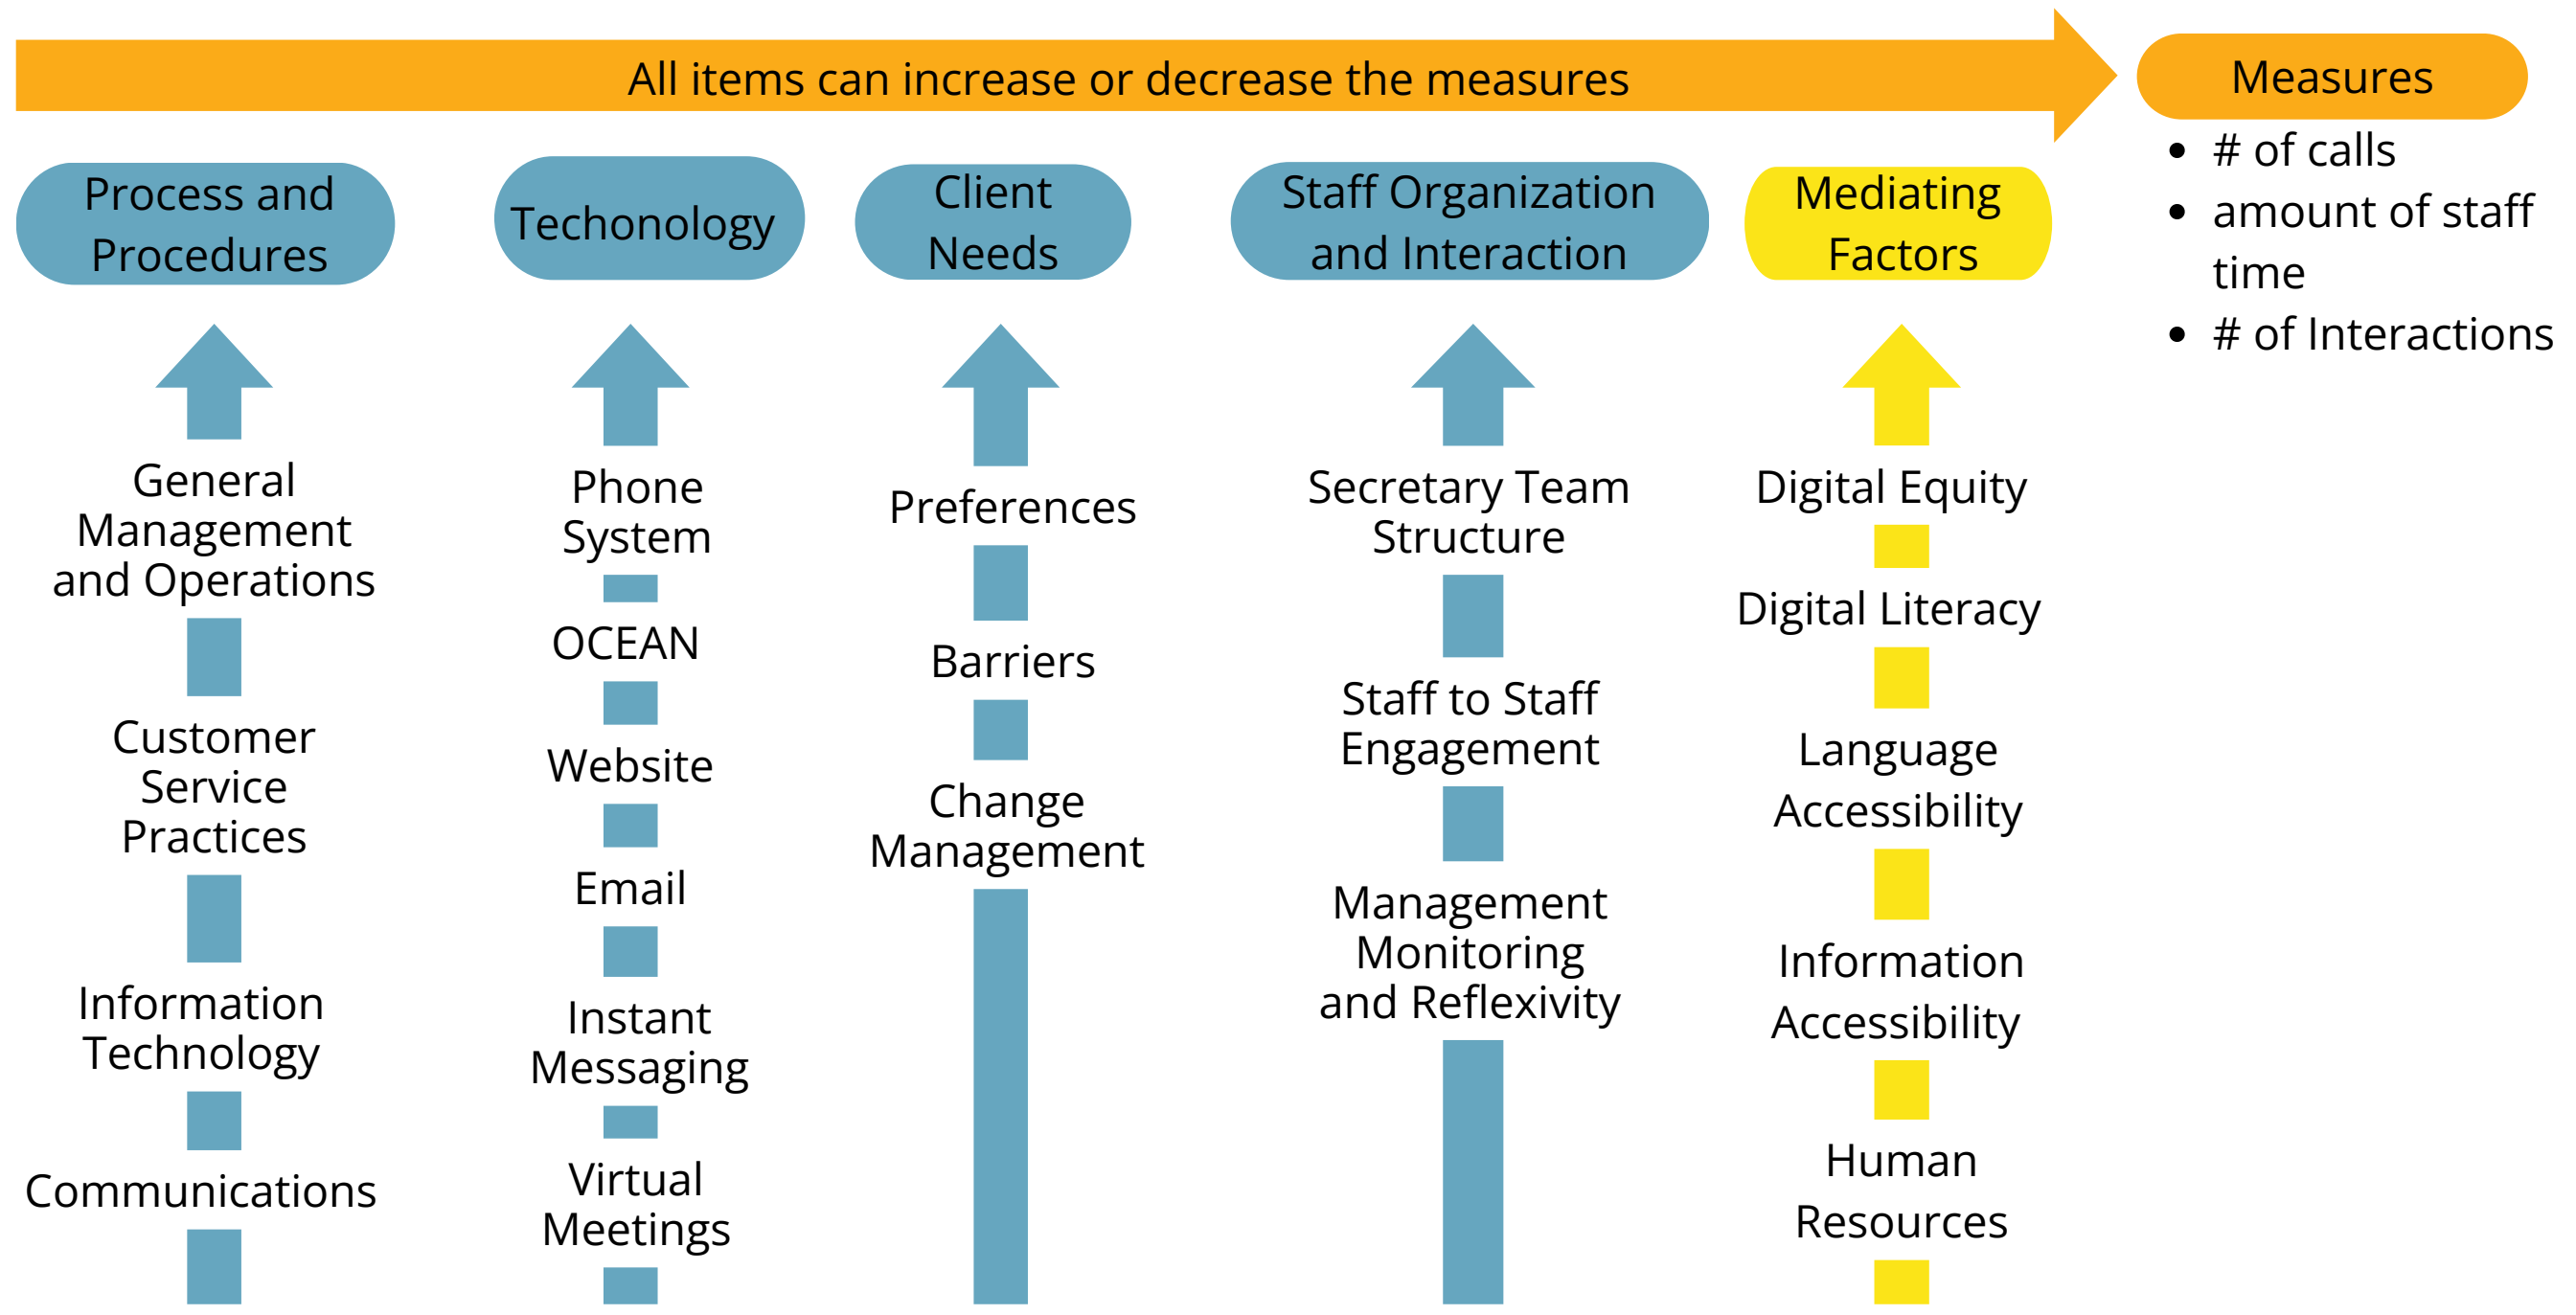 All items can increase or decrease the measures
Measures
# of calls
amount of staff
time
# of Interactions
Process and
Procedures
General
Management
and Operations
Customer
Service
Practices
Information
Technology
Communications
Techonology
Phone
System
OCEAN
Website
Email
Instant
Messaging
Virtual
Meetings
Client
Needs
Preferences
Barriers
Change
Management
Staff Organization
and Interaction
Secretary Team
Structure
Staff to Staff
Engagement
Management
Monitoring
and Reflexivity
Mediating
Factors
Digital Equity
Digital Literacy
Language
Accessibility
Information
Accessibility
Human
Resources